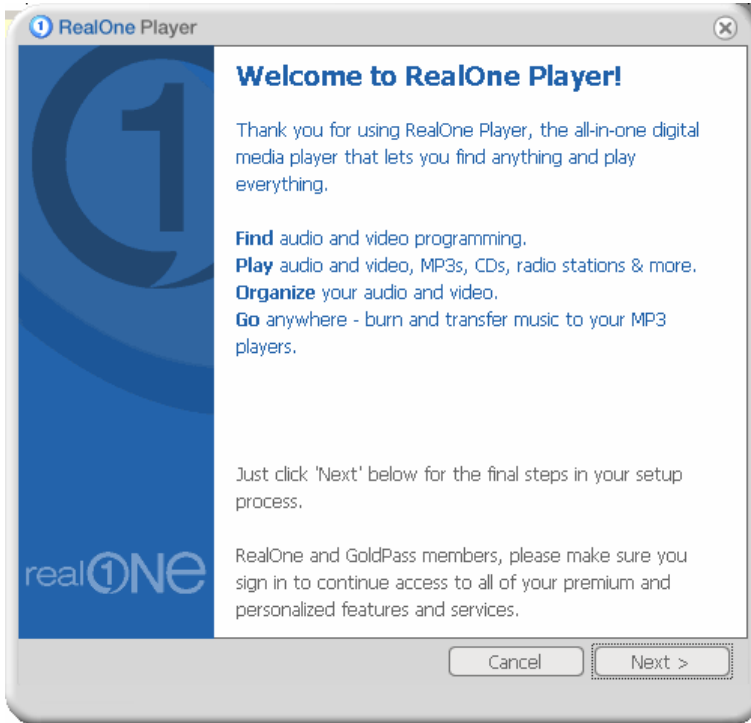 RealOne Player
Welcome to RealOne Player!
Thank you for using RealOne Player, the all-in-one digital
media player that lets you find anything and play
everything.
Find audio and video programming.
Play audio and video, MP3s, CDs, radio stations & more.
Organize your audio and video.
Go anywhere - burn and transfer music to your MP3
players.
Just click 'Next' below for the final steps in your setup
process.
RealOne and GoldPass members, please make sure you
sign in to continue access to all of your premium and
personalized features and services.
real1NE
Cancel
Next >